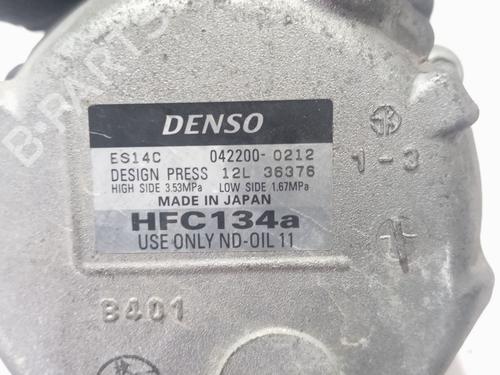 DENSO
ES14C 042200-0212
DESIGN PRESS 12L 36376
HIGH SIDE 3.53MPa LOW SIDE 1.67MPa
MADE IN JAPAN
HFC134a
USE ONLY ND-OIL 11
1-3
B401
B-PARTS